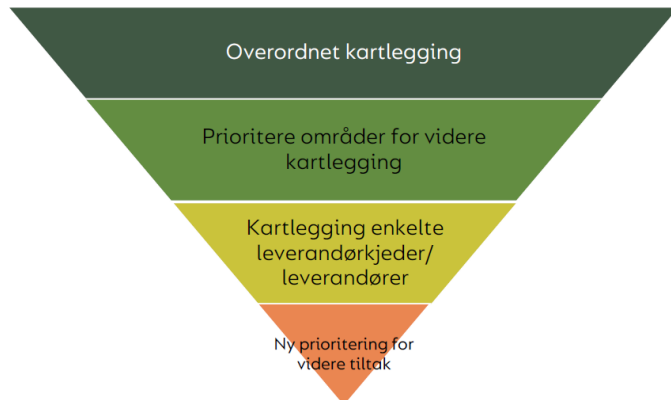 Overordnet kartlegging
Prioritere områder for videre
kartlegging
Kartlegging enkelte
leverandørkjeder/
leverandører
Ny prioritering for
videre tiltak